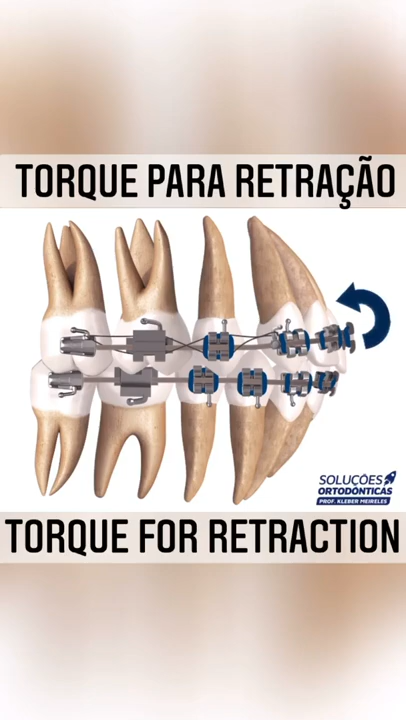 TORQUE PARA RETRAÇÃO
SOLUÇÕES
ORTODÔNTICAS
PROF. KLEBER MEIRELES
TORQUE FOR RETRACTION